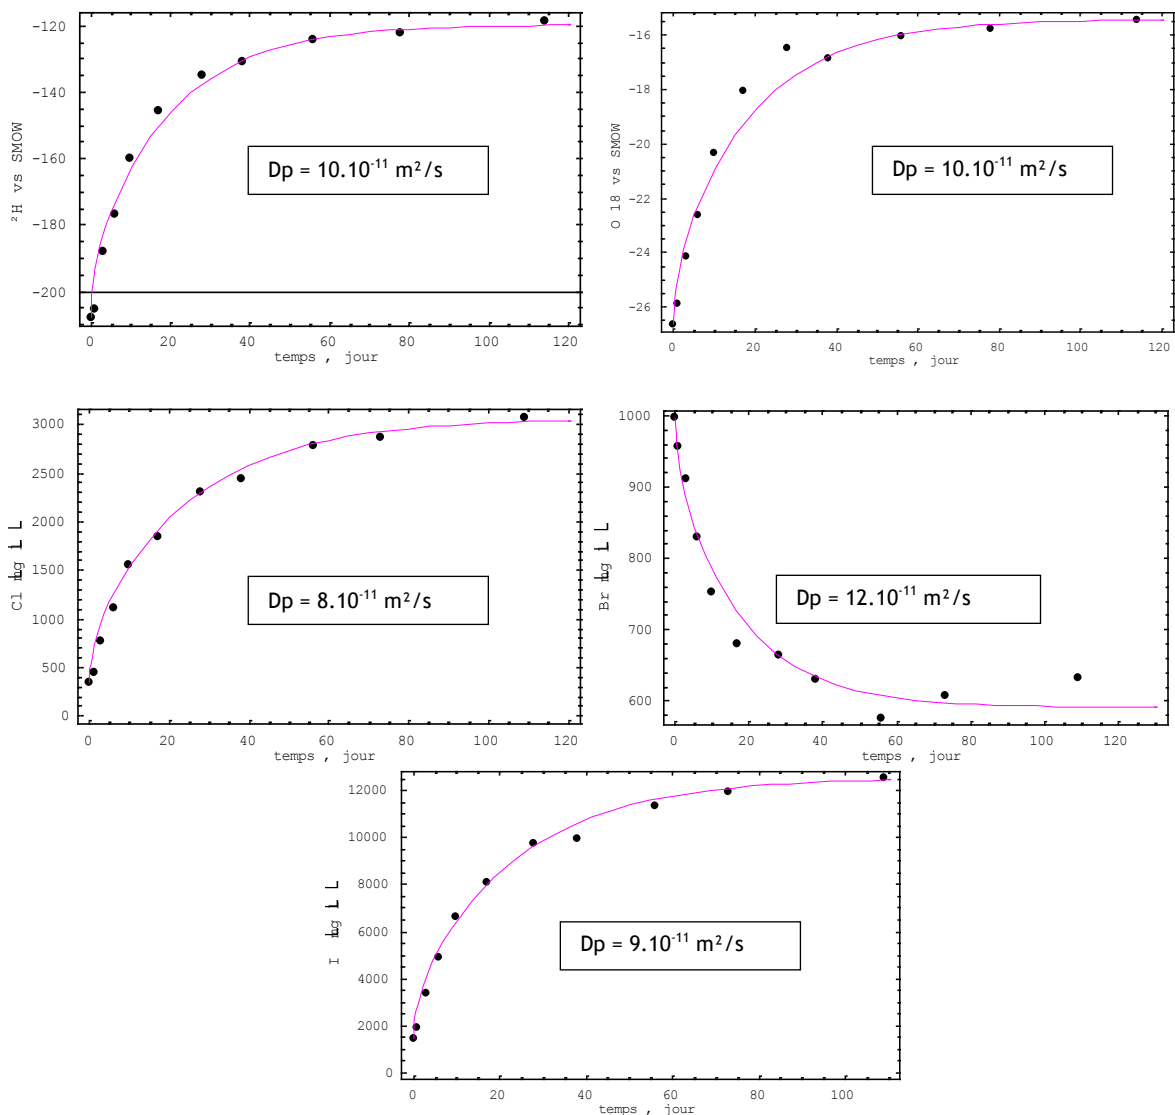 -120
-140
-160
-180
-200
²H vs SMOW
Dp = 10.10⁻¹¹ m²/s
0 20 40 60 80 100 120
temps , jour
-16
-18
-20
-22
-24
-26
O 18 vs SMOW
Dp = 10.10⁻¹¹ m²/s
0 20 40 60 80 100 120
temps , jour
3000
2500
2000
1500
1000
500
0
Cl mg L
Dp = 8.10⁻¹¹ m²/s
0 20 40 60 80 100 120
temps , jour
1000
900
800
700
600
Br mg L
Dp = 12.10⁻¹¹ m²/s
0 20 40 60 80 100 120
temps , jour
12000
10000
8000
6000
4000
2000
0
I mg L
Dp = 9.10⁻¹¹ m²/s
0 20 40 60 80 100
temps , jour